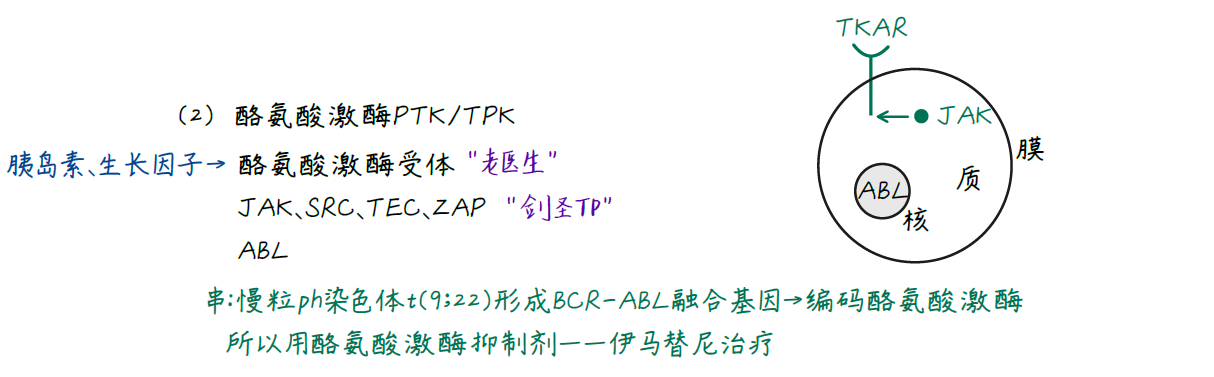 (2) 酪氨酸激酶PTK/TPK
胰岛素、生长因子→ 酪氨酸激酶受体 "老医生"
JAK、SRC、TEC、ZAP "剑圣TP"
ABL
串:慢粒ph染色体t(9;22)形成BCR-ABL融合基因→编码酪氨酸激酶
所以用酪氨酸激酶抑制剂——伊马替尼治疗
TKAR
JAK
膜
质
ABL
核